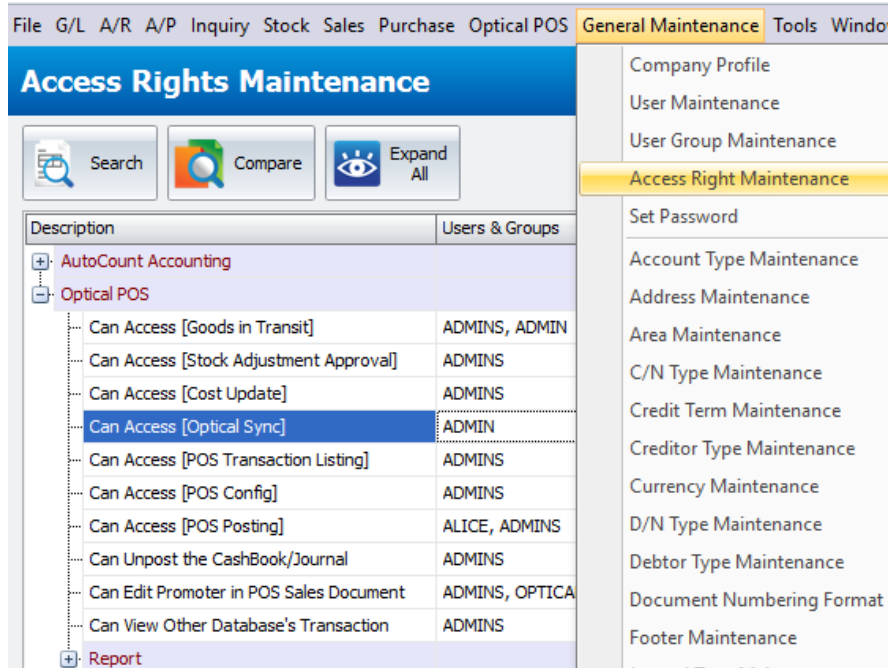 File G/L A/R A/P Inquiry Stock Sales Purchase Optical POS General Maintenance Tools
Access Rights Maintenance
Search Compare Expand All
Description Users & Groups
AutoCount Accounting
Optical POS
Can Access [Goods in Transit] ADMINS, ADMIN
Can Access [Stock Adjustment Approval] ADMINS
Can Access [Cost Update] ADMINS
Can Access [Optical Sync] ADMIN
Can Access [POS Transaction Listing] ADMINS
Can Access [POS Config] ADMINS
Can Access [POS Posting] ALICE, ADMINS
Can Unpost the CashBook/Journal ADMINS
Can Edit Promoter in POS Sales Document ADMINS, OPTICA
Can View Other Database's Transaction ADMINS
Report
Company Profile
User Maintenance
User Group Maintenance
Access Right Maintenance
Set Password
Account Type Maintenance
Address Maintenance
Area Maintenance
C/N Type Maintenance
Credit Term Maintenance
Creditor Type Maintenance
Currency Maintenance
D/N Type Maintenance
Debtor Type Maintenance
Document Numbering Format
Footer Maintenance